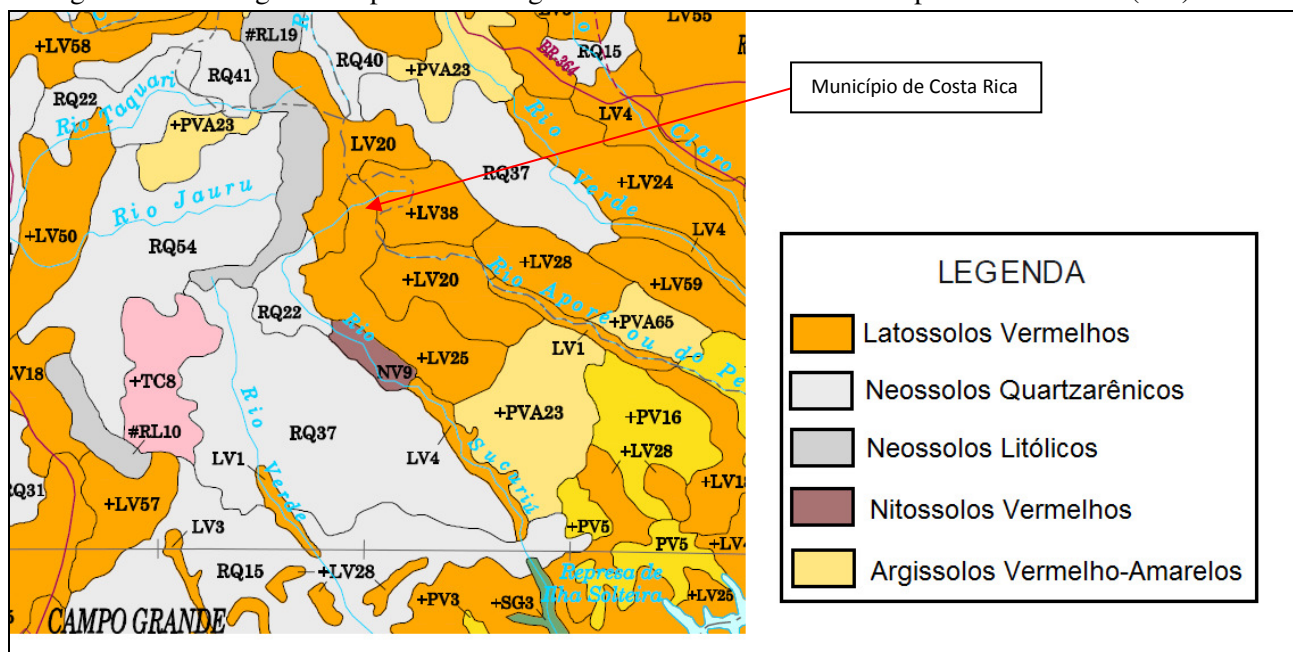 +LV58
#RL19
LV55
RQ41
RQ40
+PVA23
BR-364
RQ15
RQ22
Rio Taquari
+PVA23
LV20
LV4
Rio Claro
Município de Costa Rica
RQ37
Rio Verde
+LV24
Rio Jauru
+LV38
+LV50
RQ54
LV4
+LV28
+LV59
+LV20
Rio Aporé ou do Pe
+PVA65
RQ22
LV1
LV18
+TC8
Rio Sucuriú
+LV25
NV9
+PVA23
+PV16
#RL10
RQ37
LV4
+LV28
LV1
RQ31
+LV57
Rio Verde
LV3
+PV5
PV5
RQ15
+LV28
Represa de
Ilha Solteira
+PV3
+SG3
+LV25
CAMPO GRANDE
LEGENDA
Latossolos Vermelhos
Neossolos Quartzarênicos
Neossolos Litólicos
Nitossolos Vermelhos
Argissolos Vermelho-Amarelos